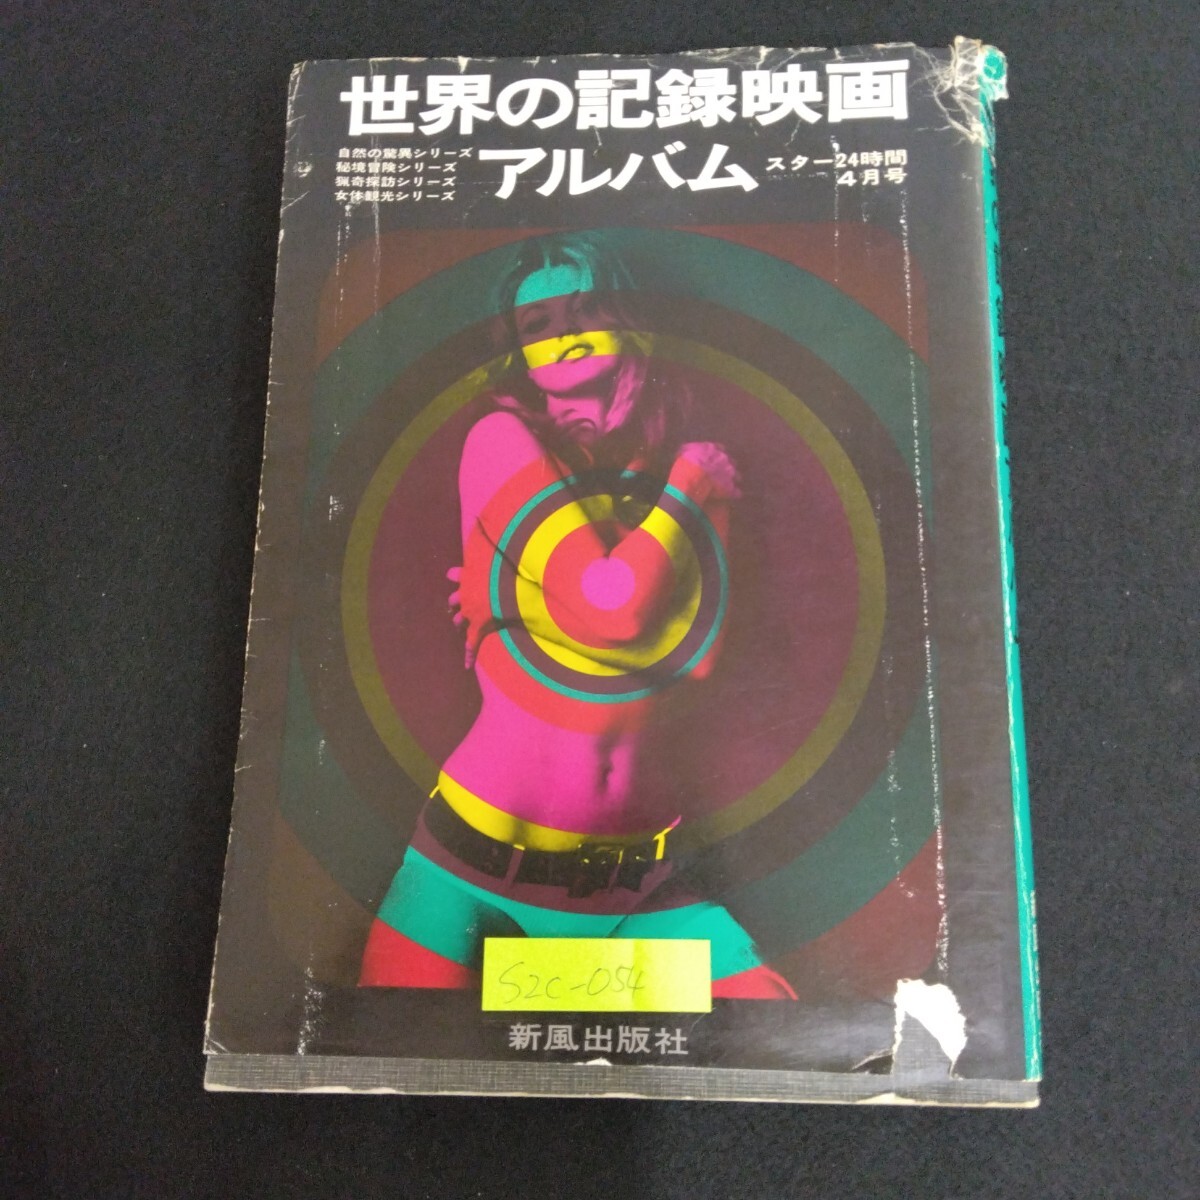 世界の記録映画
アルバム
自然の驚異シリーズ
秘境冒険シリーズ
猟奇探訪シリーズ
女体観光シリーズ
スター24時間
4月号
S2C-054
新風出版社